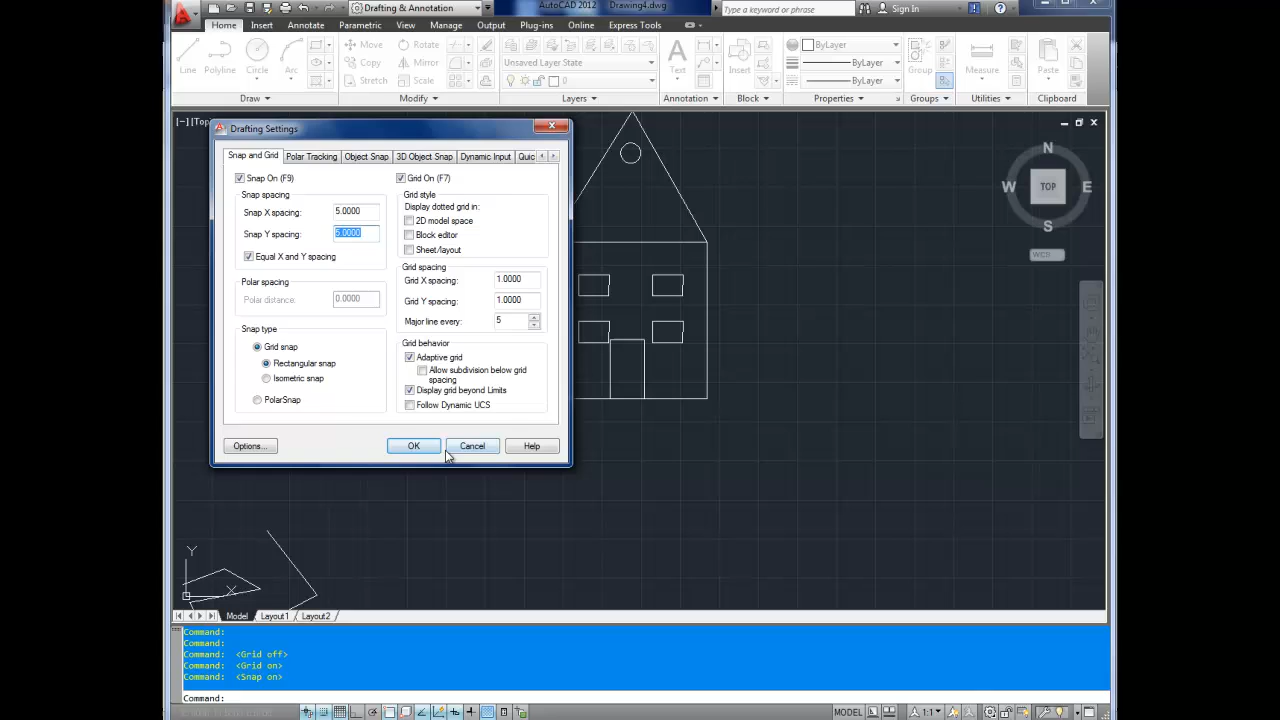 Drafting & Annotation
AutoCAD 2012 Drawing4.dwg
Type a keyword or phrase
Sign In
Home Insert Annotate Parametric View Manage Output Plug-ins Online Express Tools
Line Polyline Circle Arc
Move Rotate
Copy Mirror
Stretch Scale
Unsaved Layer State
0
Text
Insert
ByLayer
ByLayer
ByLayer
Group
Measure
Paste
Draw Modify Layers Annotation Block Properties Groups Utilities Clipboard
[-][Top
Drafting Settings
Snap and Grid Polar Tracking Object Snap 3D Object Snap Dynamic Input Quic
Snap On (F9)
Snap spacing
Snap X spacing: 5.0000
Snap Y spacing: 5.0000
Equal X and Y spacing
Polar spacing
Polar distance: 0.0000
Snap type
Grid snap
Rectangular snap
Isometric snap
PolarSnap
Grid On (F7)
Grid style
Display dotted grid in:
2D model space
Block editor
Sheet/layout
Grid spacing
Grid X spacing: 1.0000
Grid Y spacing: 1.0000
Major line every: 5
Grid behavior
Adaptive grid
Allow subdivision below grid
spacing
Display grid beyond Limits
Follow Dynamic UCS
Options... OK Cancel Help
N
W TOP E
S
WCS
Y
X
Model Layout1 Layout2
Command:
Command:
Command: <Grid off>
Command: <Grid on>
Command: <Snap on>
Command:
MODEL 1:1